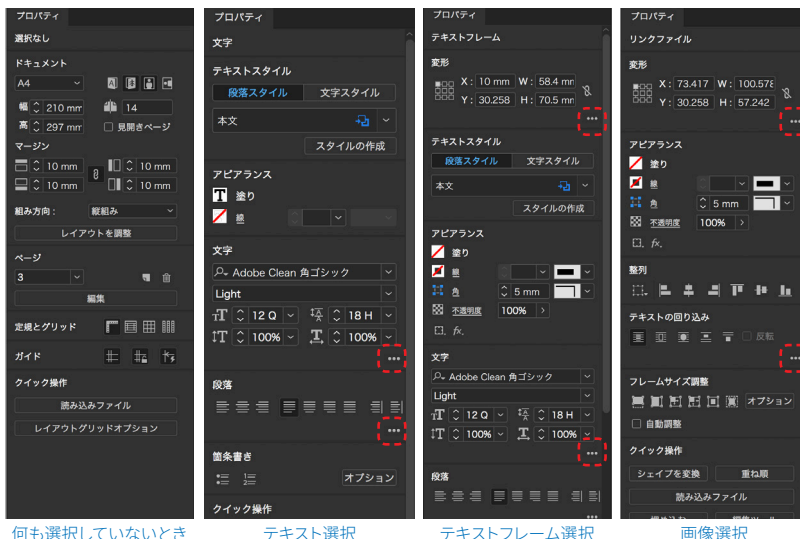 プロパティ
選択なし
ドキュメント
A4
幅 210 mm
14
高 297 mm
見開きページ
マージン
10 mm 10 mm
10 mm 10 mm
組み方向： 縦組み
レイアウトを調整
ページ
3
編集
定規とグリッド
ガイド
クイック操作
読み込みファイル
レイアウトグリッドオプション
何も選択していないとき
プロパティ
文字
テキストスタイル
段落スタイル 文字スタイル
本文
スタイルの作成
アピアランス
塗り
線
文字
Adobe Clean 角ゴシック
Light
12 Q 18 H
100% 100%
段落
箇条書き
オプション
クイック操作
テキスト選択
プロパティ
テキストフレーム
変形
X： 10 mm W： 58.4 mm
Y： 30.258 H： 70.5 mm
テキストスタイル
段落スタイル 文字スタイル
本文
スタイルの作成
アピアランス
塗り
線
角 5 mm
不透明度 100%
fx.
文字
Adobe Clean 角ゴシック
Light
12 Q 18 H
100% 100%
段落
テキストフレーム選択
プロパティ
リンクファイル
変形
X： 73.417 W： 100.578
Y： 30.258 H： 57.242
アピアランス
塗り
線
角 5 mm
不透明度 100%
fx.
整列
テキストの回り込み
反転
フレームサイズ調整
オプション
自動調整
クイック操作
シェイプを変換 重ね順
読み込みファイル
画像選択